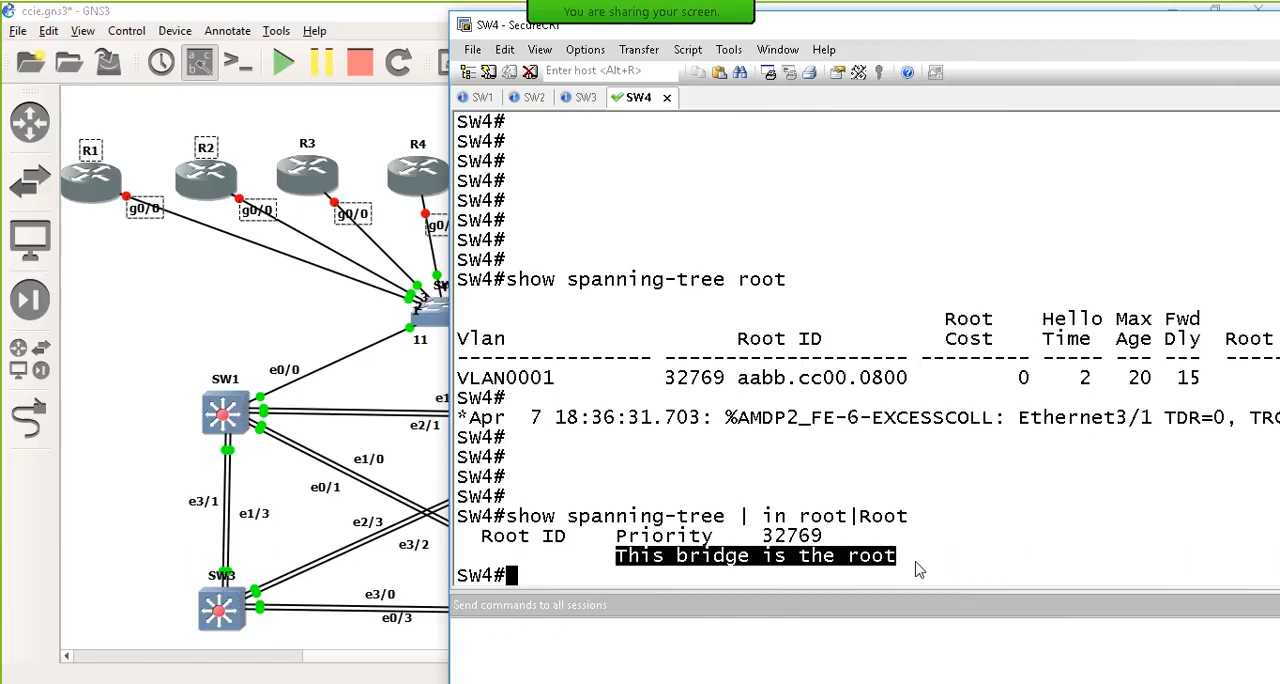 ccie.gns3* - GNS3
You are sharing your screen.
File Edit View Control Device Annotate Tools Help
SW4 - SecureCRT
File Edit View Options Transfer Script Tools Window Help
Enter host <Alt+R>
SW1 SW2 SW3 SW4
R1
R2
R3
R4
g0/0
g0/0
g0/0
g0/
1
3
11
SW1
e0/0
e2/1
e1/0
e0/1
e3/1
e1/3
e2/3
e3/2
SW3
e3/0
e0/3
SW4#
SW4#
SW4#
SW4#
SW4#
SW4#
SW4#
SW4#
SW4#show spanning-tree root
Root Hello Max Fwd
Vlan Root ID Cost Time Age Dly Root
---------------- -------------------- --------- ----- --- --- ----
VLAN0001 32769 aabb.cc00.0800 0 2 20 15
SW4#
*Apr 7 18:36:31.703: %AMDP2_FE-6-EXCESSCOLL: Ethernet3/1 TDR=0, TRC
SW4#
SW4#
SW4#
SW4#
SW4#show spanning-tree | in root|Root
Root ID Priority 32769
This bridge is the root
SW4#
Send commands to all sessions